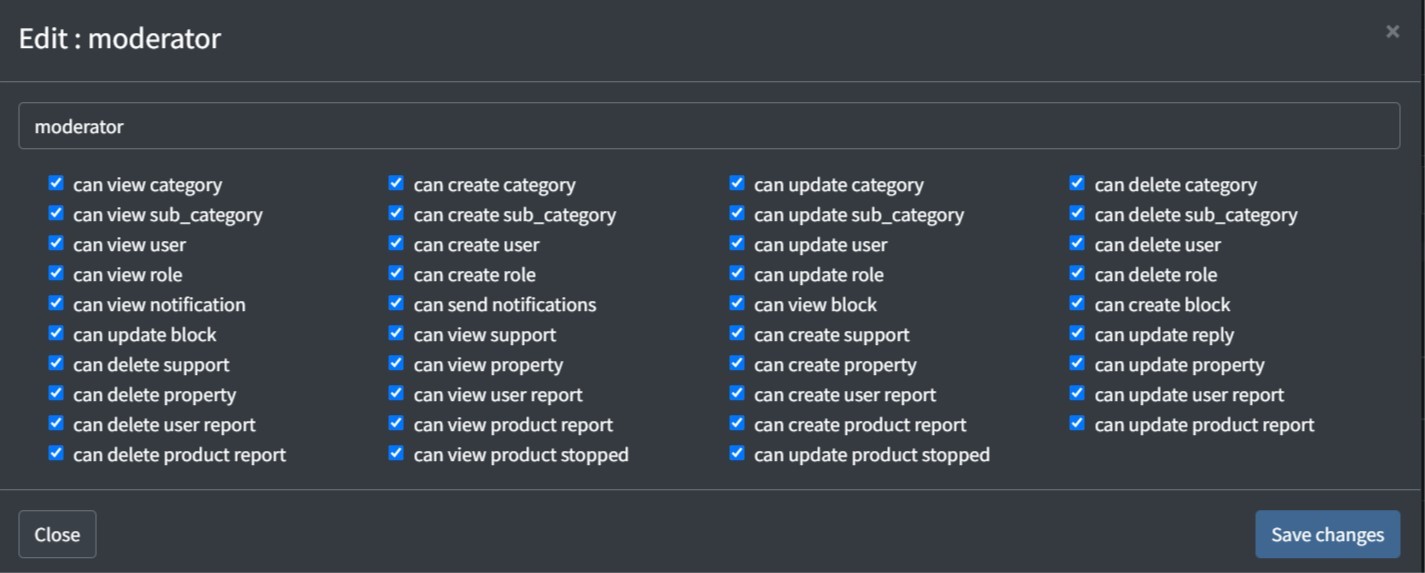 Edit : moderator
×
moderator
can view category can create category can update category can delete category
can view sub_category can create sub_category can update sub_category can delete sub_category
can view user can create user can update user can delete user
can view role can create role can update role can delete role
can view notification can send notifications can view block can create block
can update block can view support can create support can update reply
can delete support can view property can create property can update property
can delete property can view user report can create user report can update user report
can delete user report can view product report can create product report can update product report
can delete product report can view product stopped can update product stopped
Close Save changes